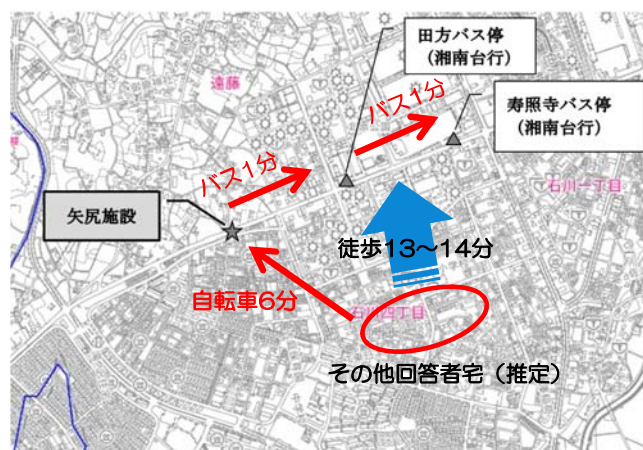 田方バス停
(湘南台行)
遠藤
バス1分
寿照寺バス停
(湘南台行)
バス1分
石川一丁目
矢尻施設
徒歩13~14分
自転車6分
石川四丁目
その他回答者宅(推定)